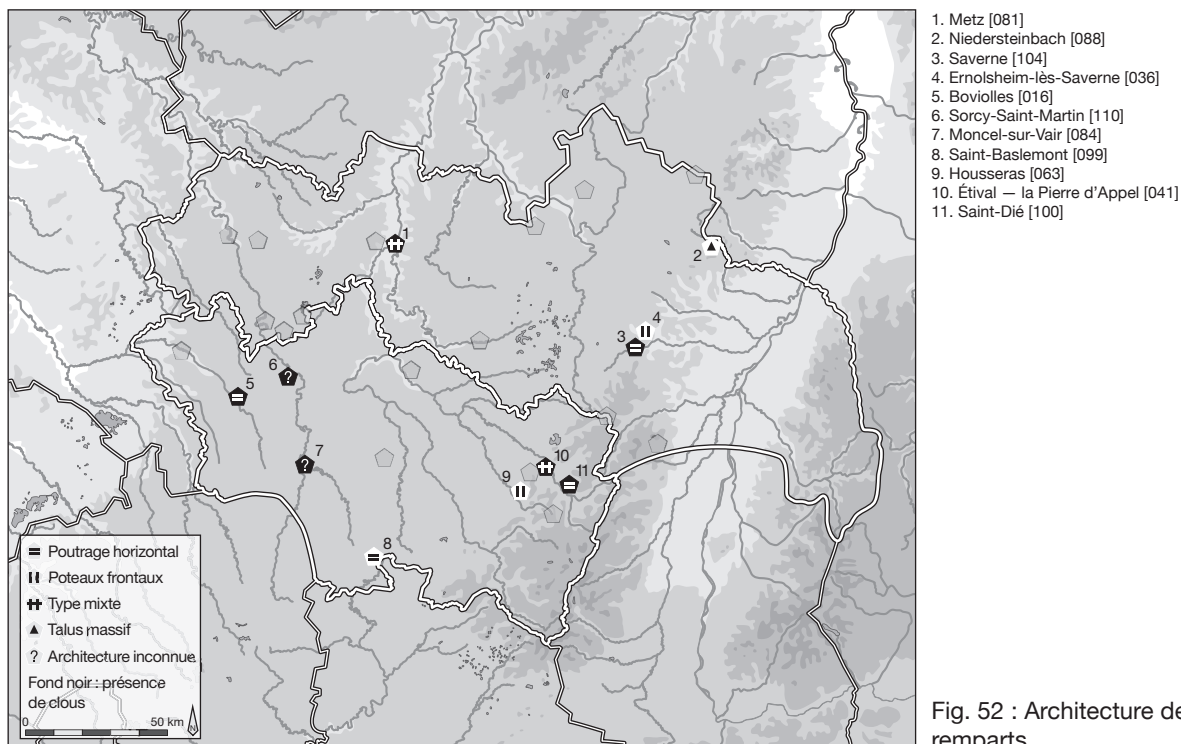 1. Metz [081]
2. Niedersteinbach [088]
3. Saverne [104]
4. Ernolsheim-lès-Saverne [036]
5. Boviolles [016]
6. Sorcy-Saint-Martin [110]
7. Moncel-sur-Vair [084]
8. Saint-Baslemont [099]
9. Housseras [063]
10. Étival — la Pierre d'Appel [041]
11. Saint-Dié [100]
1
2
4
3
6
5
7
10
11
9
8
= Poutrage horizontal
Poteaux frontaux
Type mixte
▲ Talus massif
? Architecture inconnue
Fond noir : présence
de clous
0 50 km
N
Fig. 52 : Architecture de
remparts